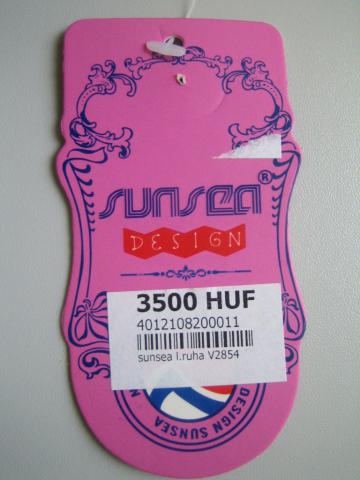 sunsea®
DESIGN
3500 HUF
4012108200011
sunsea l.ruha V2854
DESIGN SUNSEA • N